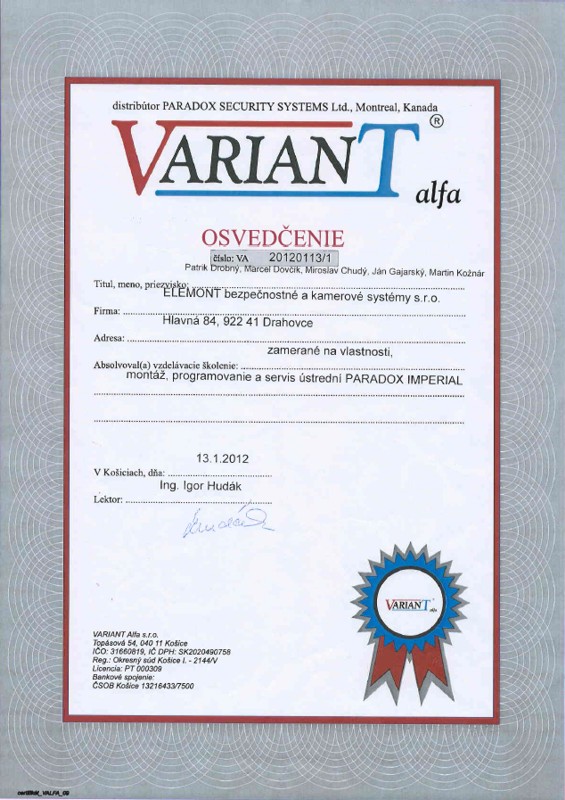 distribútor PARADOX SECURITY SYSTEMS Ltd., Montreal, Kanada
VARIANT ®
alfa
OSVEDČENIE
číslo: VA 20120113/1
Patrik Drobný, Marcel Dovčík, Miroslav Chudý, Ján Gajarský, Martin Kožnár
Titul, meno, priezvisko:
ELEMONT bezpečnostné a kamerové systémy s.r.o.
Firma:
Hlavná 84, 922 41 Drahovce
Adresa:
zamerané na vlastnosti,
Absolvoval(a) vzdelávacie školenie:
montáž, programovanie a servis ústrední PARADOX IMPERIAL
13.1.2012
V Košiciach, dňa:
Ing. Igor Hudák
Lektor:
VARIANT alfa
VARIANT Alfa s.r.o.
Topásová 54, 040 11 Košice
IČO: 31660819, IČ DPH: SK2020490758
Reg.: Okresný súd Košice I. - 2144/V
Licencia: PT 000309
Bankové spojenie:
ČSOB Košice 13216433/7500
certifikát_VALFA_09